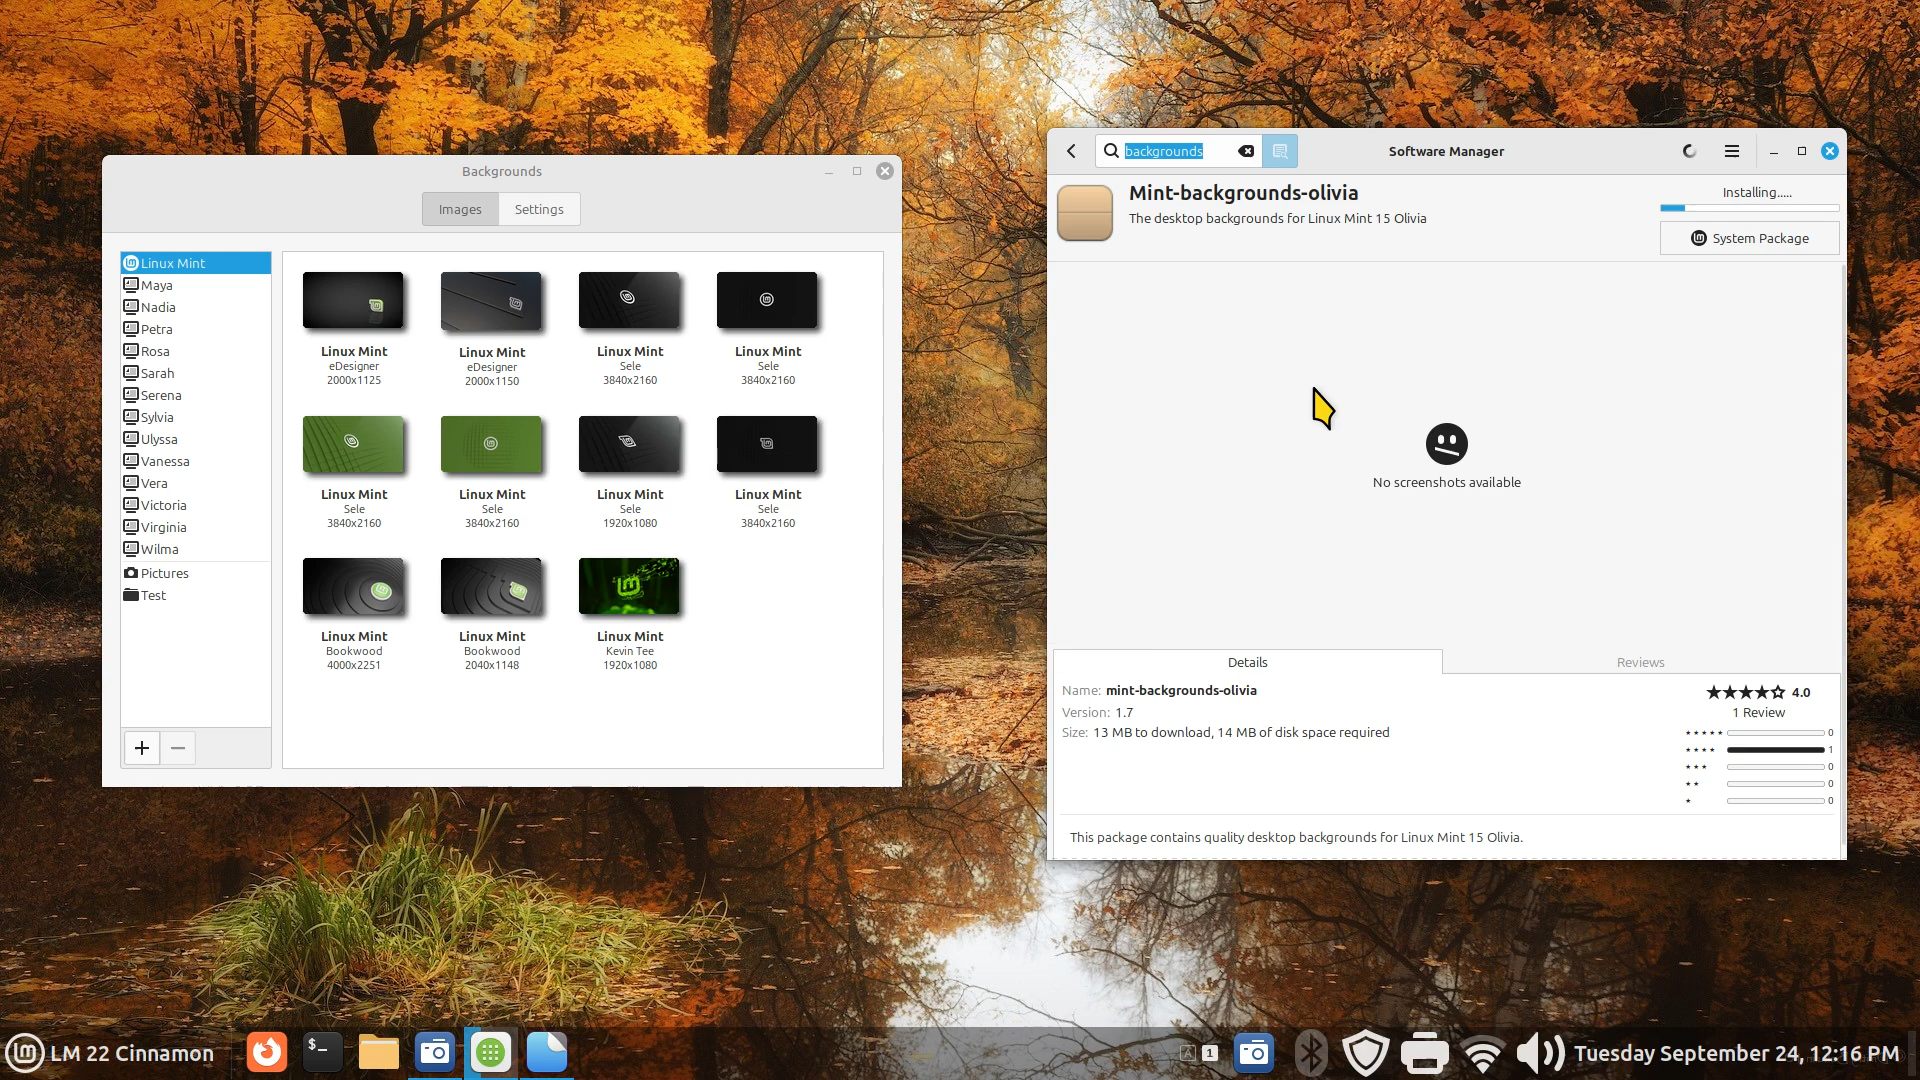 Backgrounds
Images
Settings
Linux Mint
Maya
Nadia
Petra
Rosa
Sarah
Serena
Sylvia
Ulyssa
Vanessa
Vera
Victoria
Virginia
Wilma
Pictures
Test
Linux Mint
eDesigner
2000x1125
Linux Mint
eDesigner
2000x1150
Linux Mint
Sele
3840x2160
Linux Mint
Sele
3840x2160
Linux Mint
Sele
3840x2160
Linux Mint
Sele
3840x2160
Linux Mint
Sele
1920x1080
Linux Mint
Sele
3840x2160
Linux Mint
Bookwood
4000x2251
Linux Mint
Bookwood
2040x1148
Linux Mint
Kevin Tee
1920x1080
backgrounds
Software Manager
Mint-backgrounds-olivia
The desktop backgrounds for Linux Mint 15 Olivia
Installing.....
System Package
No screenshots available
Details
Reviews
Name: mint-backgrounds-olivia
Version: 1.7
Size: 13 MB to download, 14 MB of disk space required
★★★★☆ 4.0
1 Review
★★★★★ 0
★★★★ 1
★★★ 0
★★ 0
★ 0
This package contains quality desktop backgrounds for Linux Mint 15 Olivia.
LM 22 Cinnamon
$–
A 1
Tuesday September 24, 12:16 PM